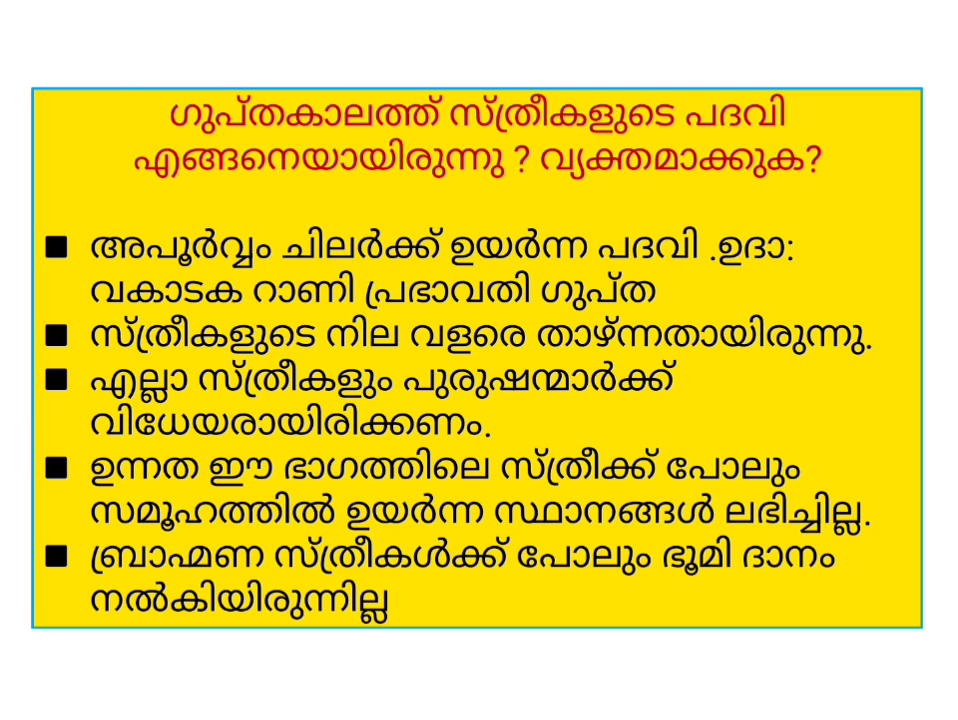 ഗുപ്തകാലത്ത് സ്ത്രീകളുടെ പദവി
എങ്ങനെയായിരുന്നു ? വ്യക്തമാക്കുക?
■ അപൂർവ്വം ചിലർക്ക് ഉയർന്ന പദവി .ഉദാ:
വകാടക റാണി പ്രഭാവതി ഗുപ്ത
■ സ്ത്രീകളുടെ നില വളരെ താഴ്ന്നതായിരുന്നു.
■ എല്ലാ സ്ത്രീകളും പുരുഷന്മാർക്ക്
വിധേയരായിരിക്കണം.
■ ഉന്നത ഈ ഭാഗത്തിലെ സ്ത്രീക്ക് പോലും
സമൂഹത്തിൽ ഉയർന്ന സ്ഥാനങ്ങൾ ലഭിച്ചില്ല.
■ ബ്രാഹ്മണ സ്ത്രീകൾക്ക് പോലും ഭൂമി ദാനം
നൽകിയിരുന്നില്ല